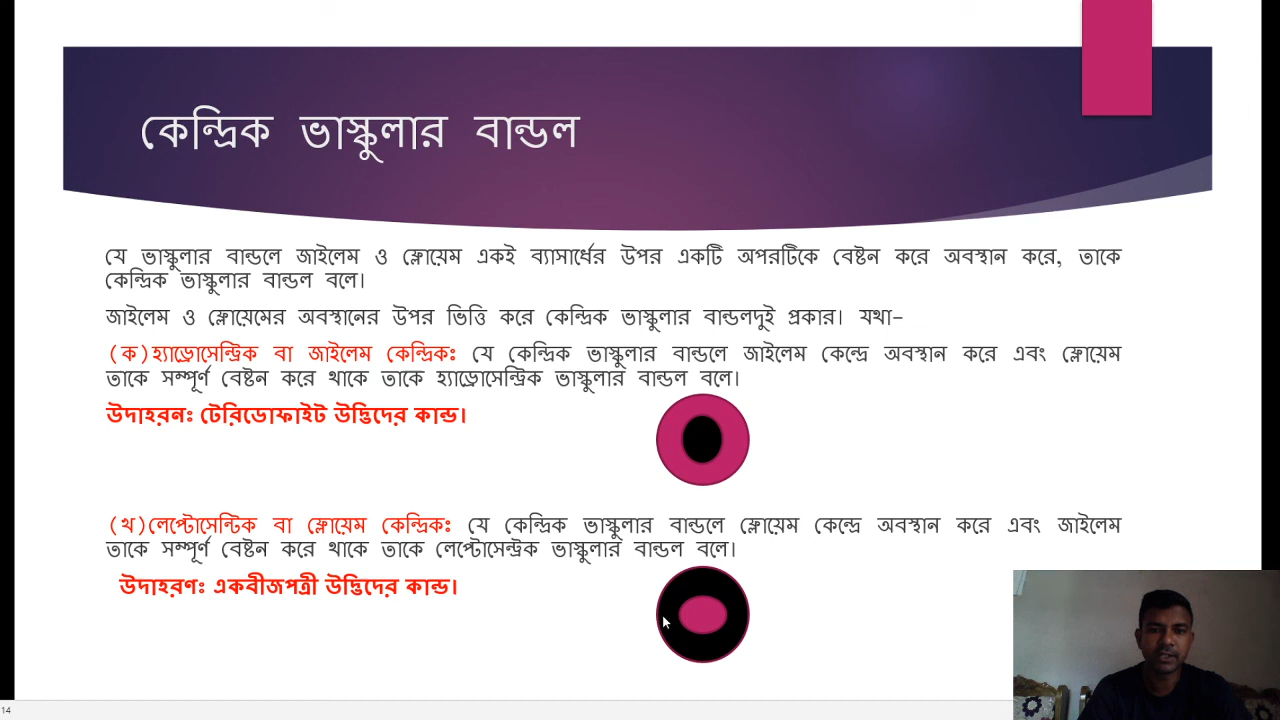 কেন্দ্রিক ভাস্কুলার বান্ডল
যে ভাস্কুলার বান্ডলে জাইলেম ও ফ্লোয়েম একই ব্যাসার্ধের উপর একটি অপরটিকে বেষ্টন করে অবস্থান করে, তাকে
কেন্দ্রিক ভাস্কুলার বান্ডল বলে।
জাইলেম ও ফ্লোয়েমের অবস্থানের উপর ভিত্তি করে কেন্দ্রিক ভাস্কুলার বান্ডলদুই প্রকার। যথা–
(ক)হ্যাড্রোসেন্ট্রিক বা জাইলেম কেন্দ্রিকঃ যে কেন্দ্রিক ভাস্কুলার বান্ডলে জাইলেম কেন্দ্রে অবস্থান করে এবং ফ্লোয়েম
তাকে সম্পূর্ণ বেষ্টন করে থাকে তাকে হ্যাড্রোসেন্ট্রিক ভাস্কুলার বান্ডল বলে।
উদাহরনঃ টেরিডোফাইট উদ্ভিদের কান্ড।
(খ)লেপ্টোসেন্টিক বা ফ্লোয়েম কেন্দ্রিকঃ যে কেন্দ্রিক ভাস্কুলার বান্ডলে ফ্লোয়েম কেন্দ্রে অবস্থান করে এবং জাইলেম
তাকে সম্পূর্ণ বেষ্টন করে থাকে তাকে লেপ্টোসেন্ট্রক ভাস্কুলার বান্ডল বলে।
উদাহরণঃ একবীজপত্রী উদ্ভিদের কান্ড।
14